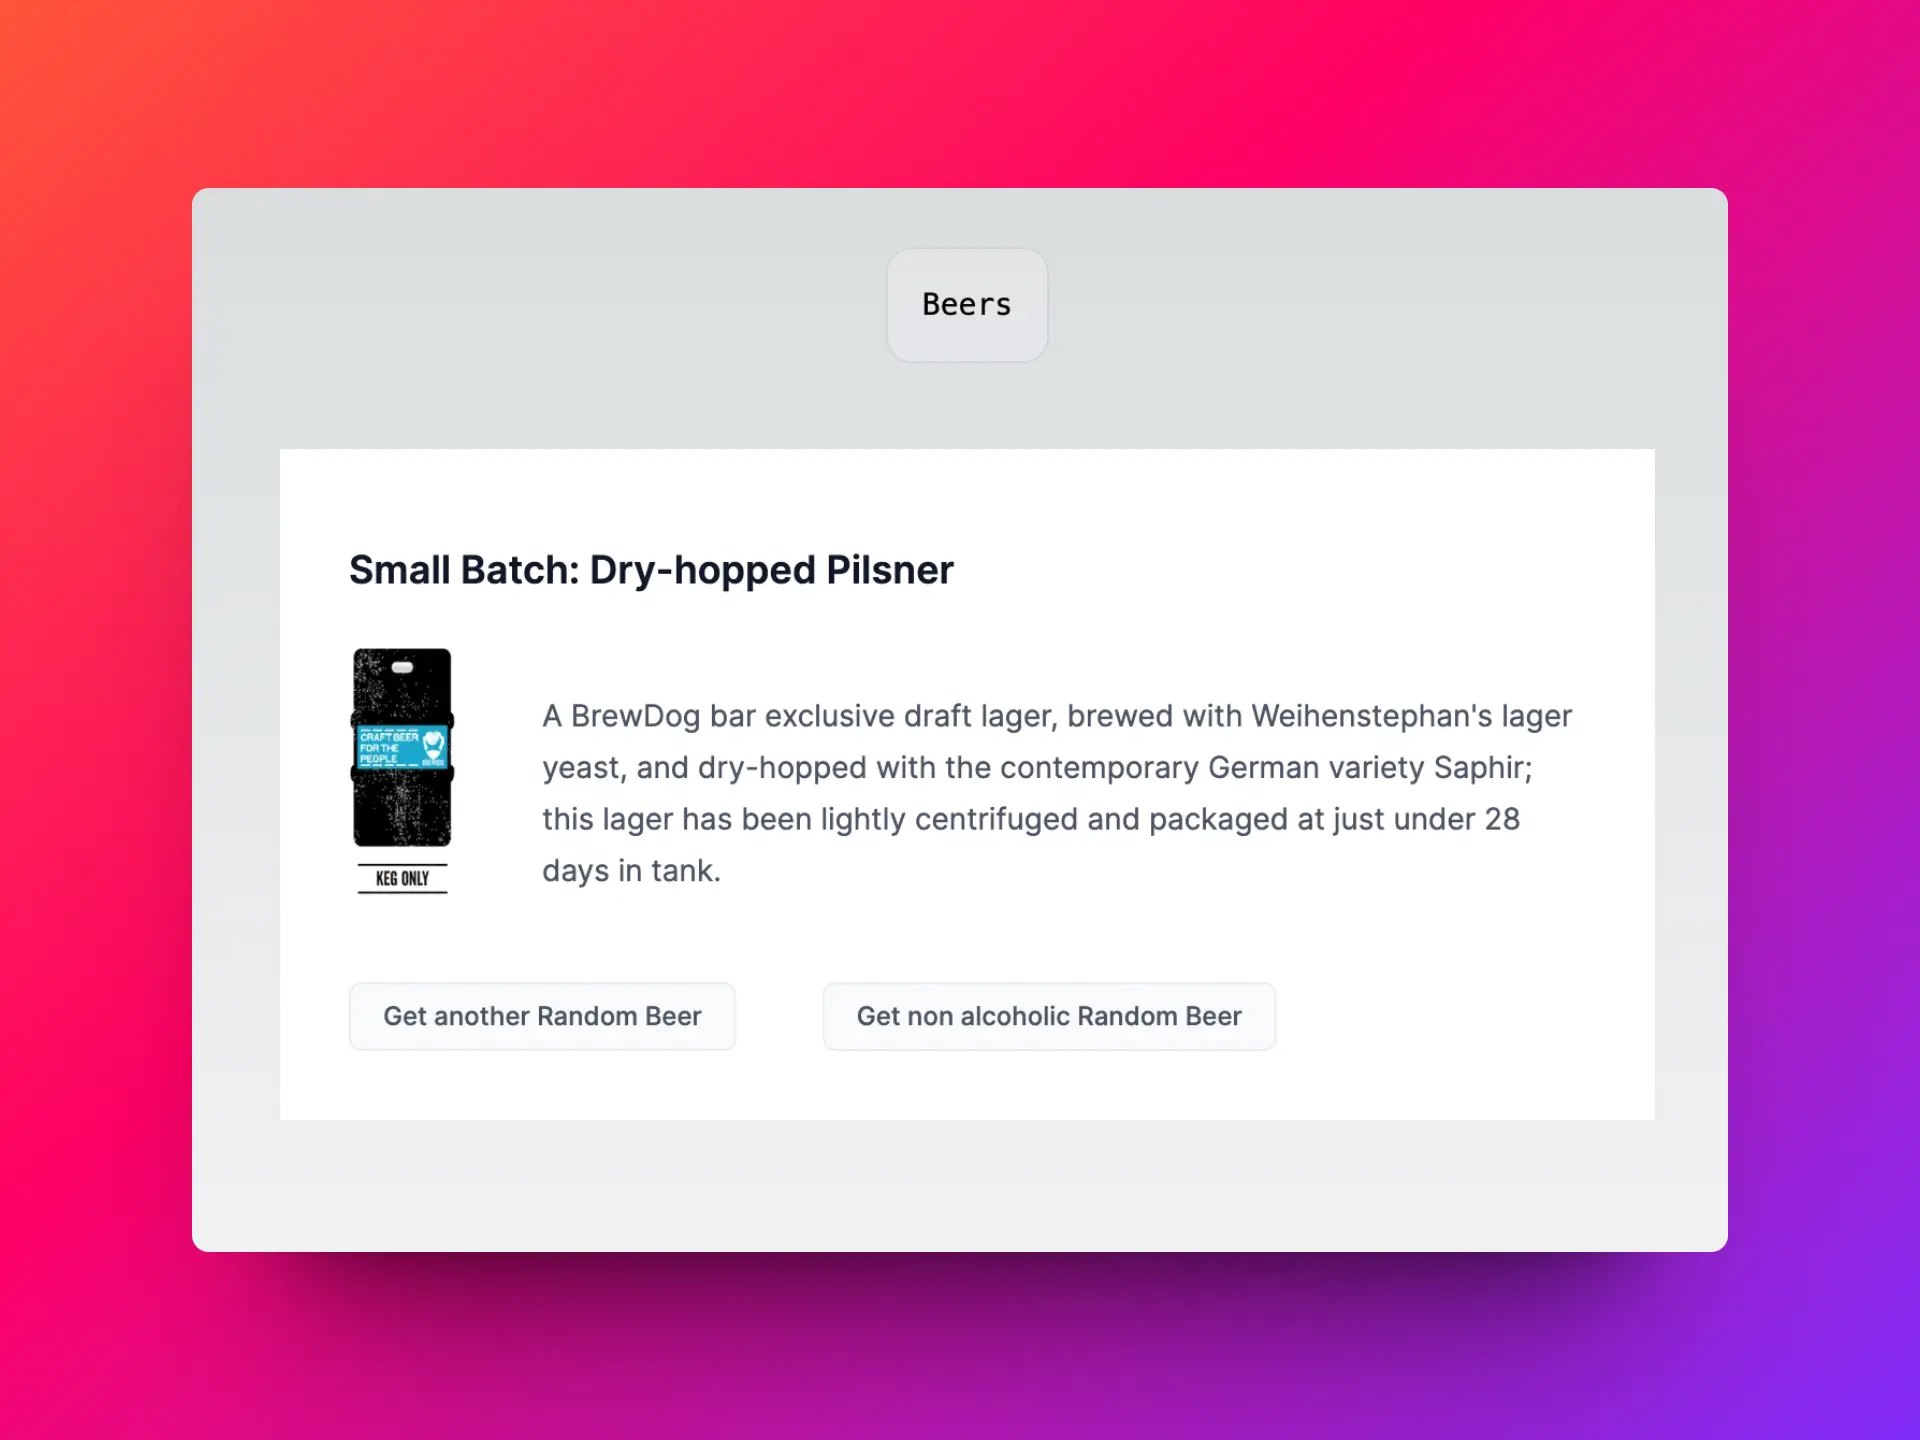 Beers
Small Batch: Dry-hopped Pilsner
CRAFT BEER
FOR THE
PEOPLE
KEG ONLY
A BrewDog bar exclusive draft lager, brewed with Weihenstephan's lager
yeast, and dry-hopped with the contemporary German variety Saphir;
this lager has been lightly centrifuged and packaged at just under 28
days in tank.
Get another Random Beer
Get non alcoholic Random Beer